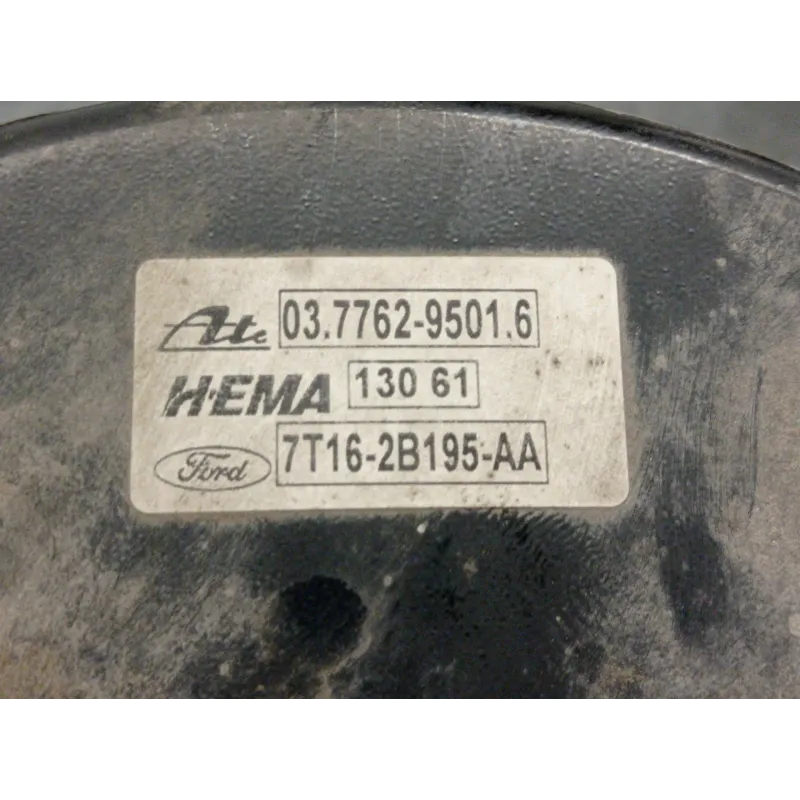 Ate 03.7762-9501.6
HEMA 130 61
Ford 7T16-2B195-AA